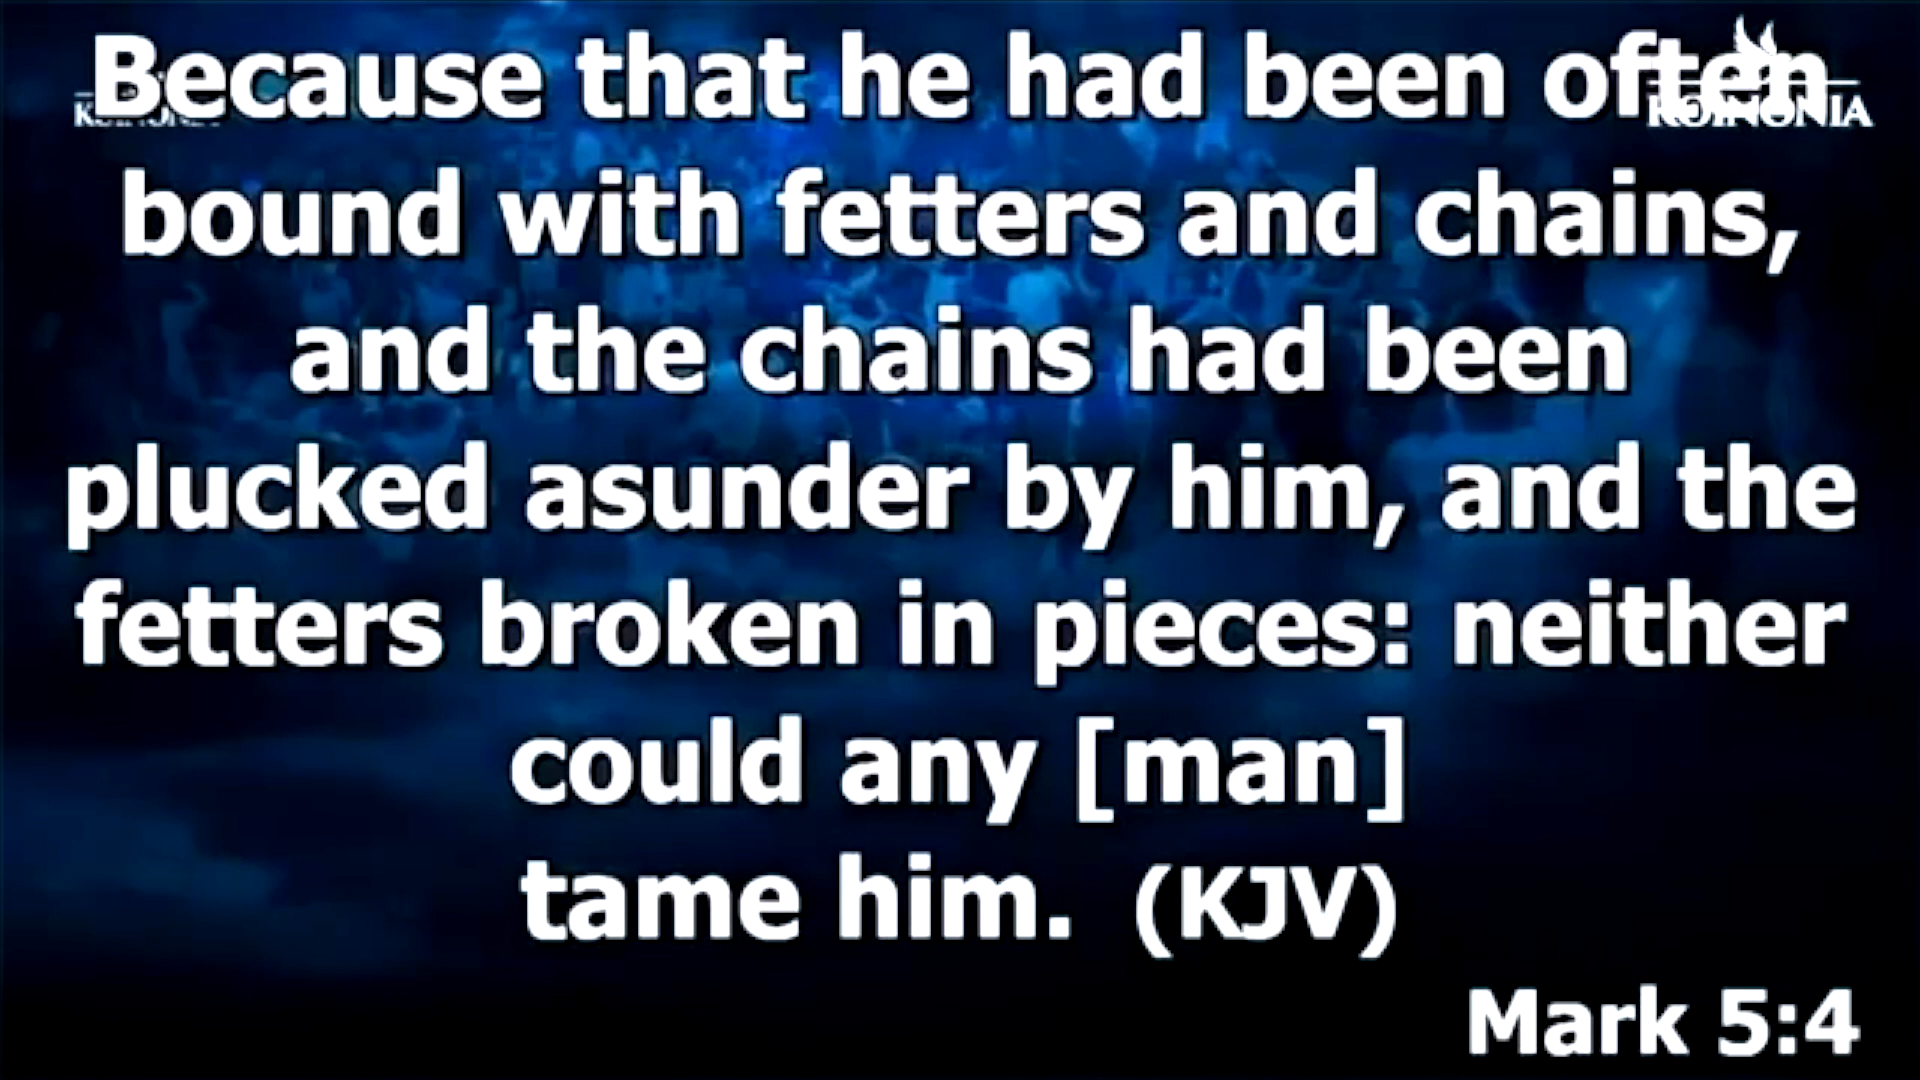 Because that he had been often
KOINONIA
KOINONIA
bound with fetters and chains,
and the chains had been
plucked asunder by him, and the
fetters broken in pieces: neither
could any [man]
tame him. (KJV)
Mark 5:4